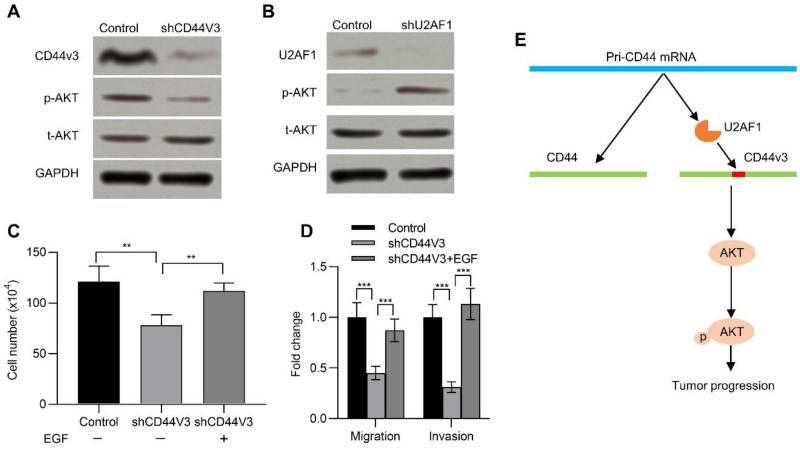 A
Control shCD44V3
CD44v3
p-AKT
t-AKT
GAPDH
B
Control shU2AF1
U2AF1
p-AKT
t-AKT
GAPDH
C
Cell number (x10⁴)
150
100
50
0
**
**
Control shCD44V3 shCD44V3
EGF – – +
D
Control
shCD44V3
shCD44V3+EGF
Fold change
1.5
1.0
0.5
0.0
*** *** *** ***
Migration Invasion
E
Pri-CD44 mRNA
U2AF1
CD44 CD44v3
AKT
p AKT
Tumor progression